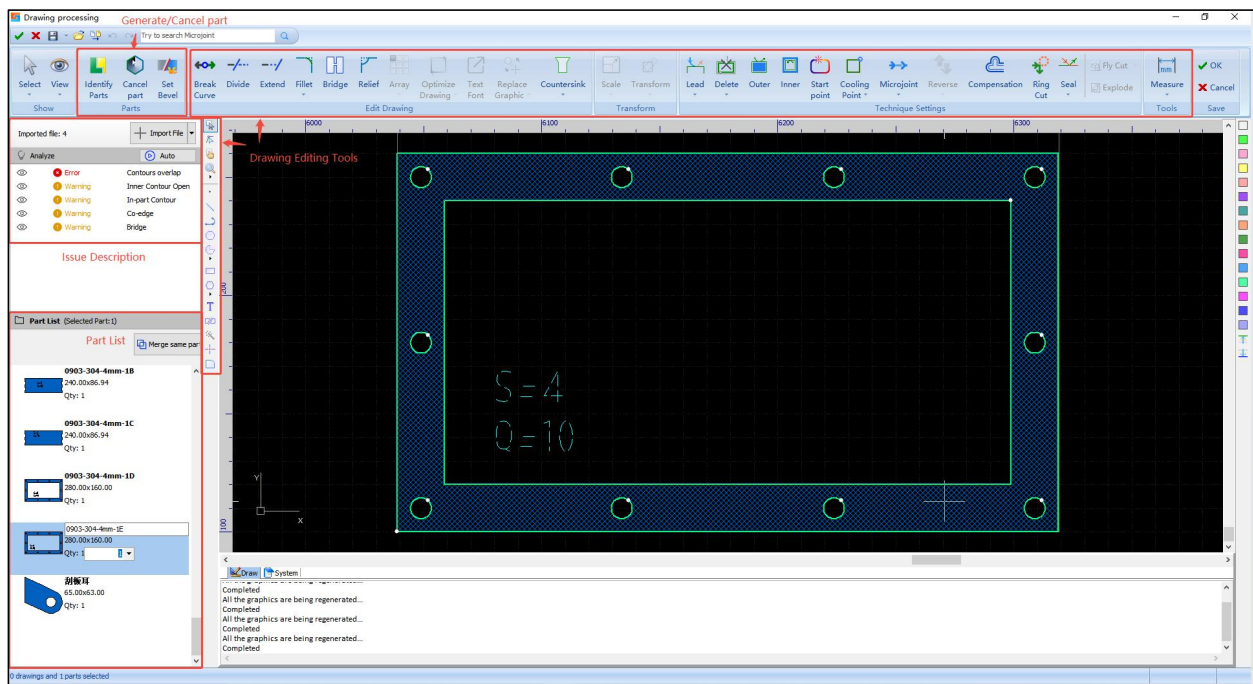 Drawing processing
Generate/Cancel part
Try to search Microjoint
Select
View
Identify Parts
Cancel part
Set Bevel
Break Curve
Divide
Extend
Fillet
Bridge
Relief
Array
Optimize Drawing
Text Font
Replace Graphic
Countersink
Scale
Transform
Lead
Delete
Outer
Inner
Start point
Cooling Point
Microjoint
Reverse
Compensation
Ring Cut
Seal
Fly Cut
Explode
mm
Measure
OK
Cancel
Show
Parts
Edit Drawing
Transform
Technique Settings
Tools
Save
Imported file: 4
Import File
Analyze
Auto
Error Contours overlap
Warning Inner Contour Open
Warning In-part Contour
Warning Co-edge
Warning Bridge
Issue Description
Drawing Editing Tools
6000
6100
6200
6300
200
100
S=4
Q=10
Y
X
T
Part List (Selected Part:1)
Part List
Merge same par
0903-304-4mm-1B
240.00x86.94
Qty: 1
0903-304-4mm-1C
240.00x86.94
Qty: 1
0903-304-4mm-1D
280.00x160.00
Qty: 1
0903-304-4mm-1E
280.00x160.00
Qty: 1 1
刮板耳
65.00x63.00
Qty: 1
Draw
System
Completed
All the graphics are being regenerated...
Completed
All the graphics are being regenerated...
Completed
All the graphics are being regenerated...
Completed
0 drawings and 1 parts selected